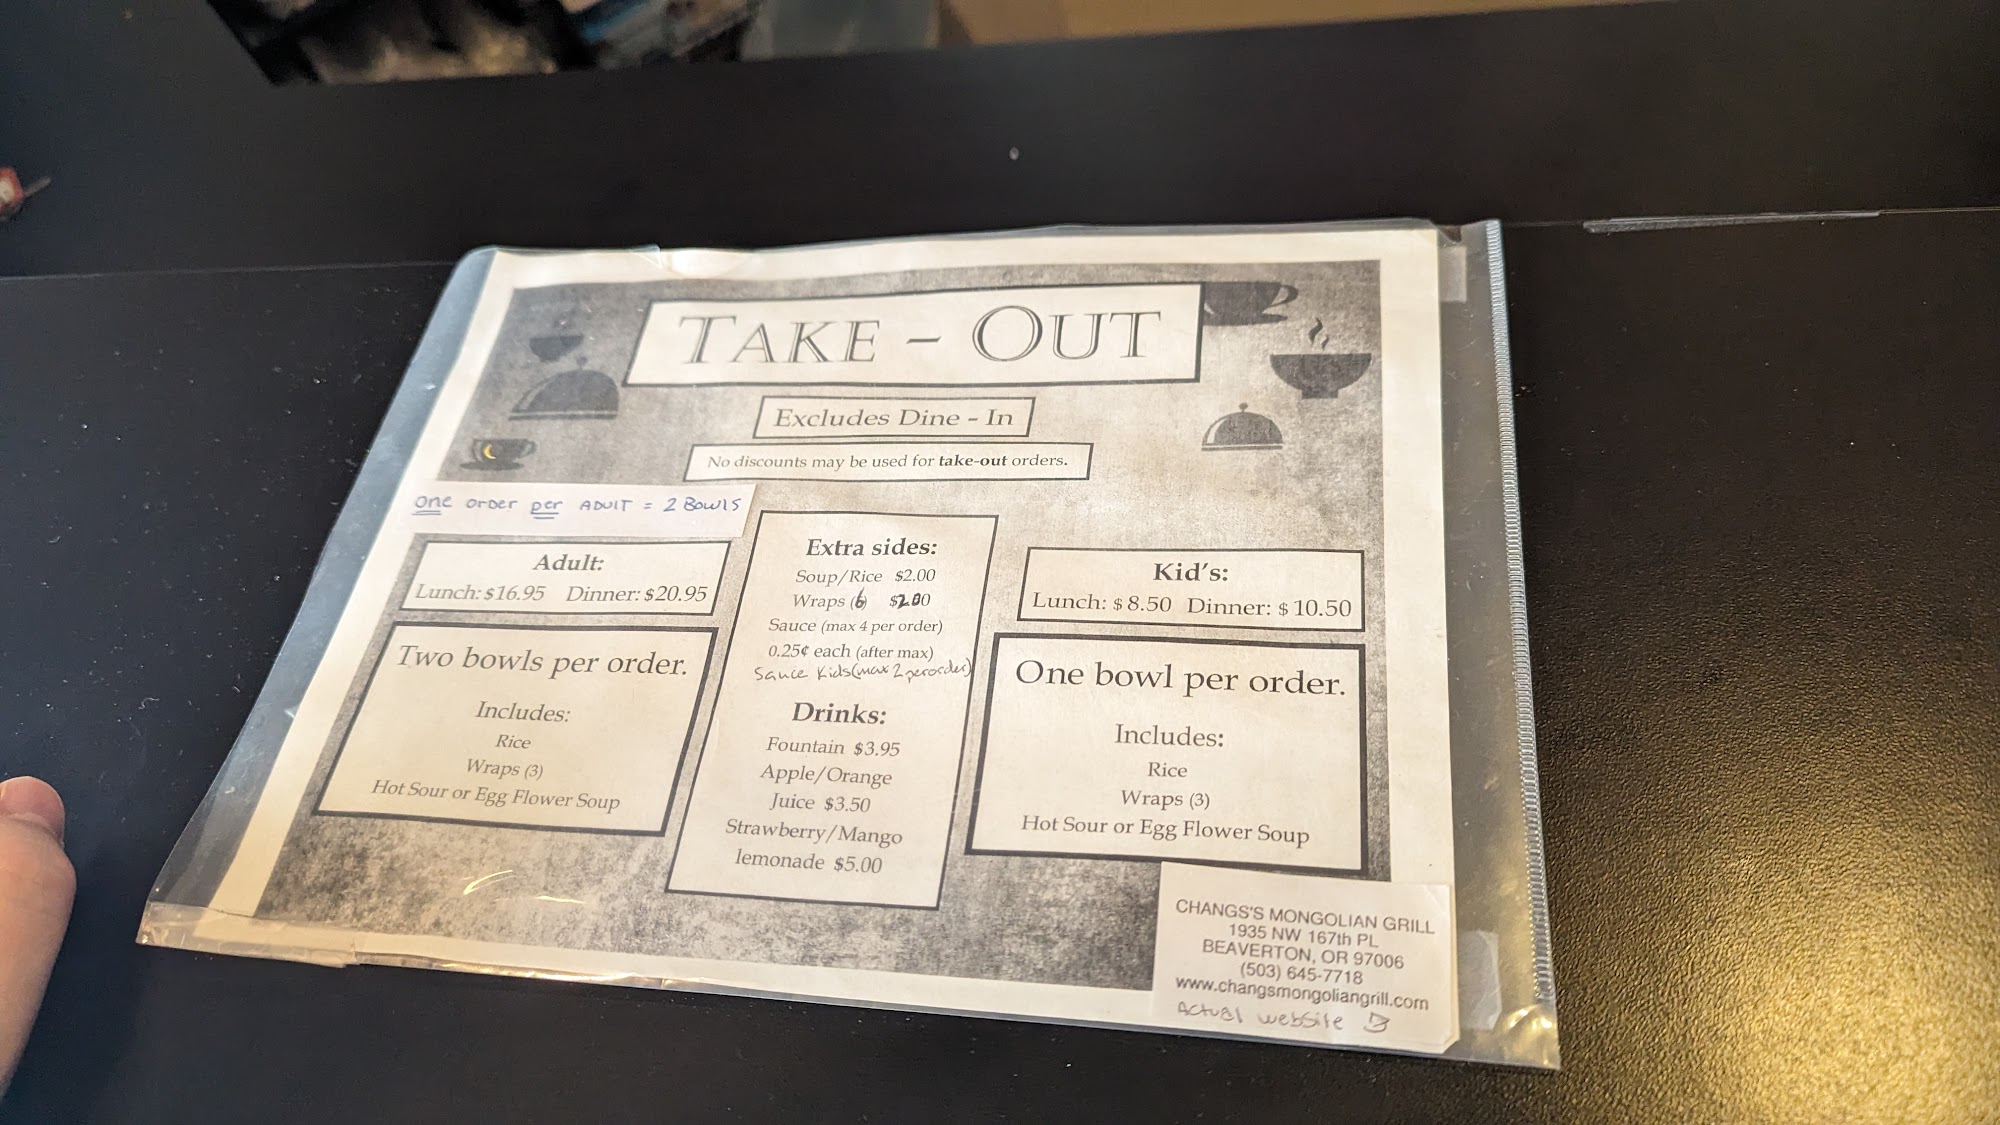 TAKE - OUT
Excludes Dine - In
No discounts may be used for take-out orders.
one order per ADULT = 2 BOWLS
Adult:
Lunch: $16.95 Dinner: $20.95
Two bowls per order.
Includes:
Rice
Wraps (3)
Hot Sour or Egg Flower Soup
Extra sides:
Soup/Rice $2.00
Wraps (6) $2.00
Sauce (max 4 per order)
0.25¢ each (after max)
Sauce Kids (max 2 per order)
Drinks:
Fountain $3.95
Apple/Orange
Juice $3.50
Strawberry/Mango
lemonade $5.00
Kid's:
Lunch: $8.50 Dinner: $10.50
One bowl per order.
Includes:
Rice
Wraps (3)
Hot Sour or Egg Flower Soup
CHANGS'S MONGOLIAN GRILL
1935 NW 167th PL
BEAVERTON, OR 97006
(503) 645-7718
www.changsmongoliangrill.com
Actual website